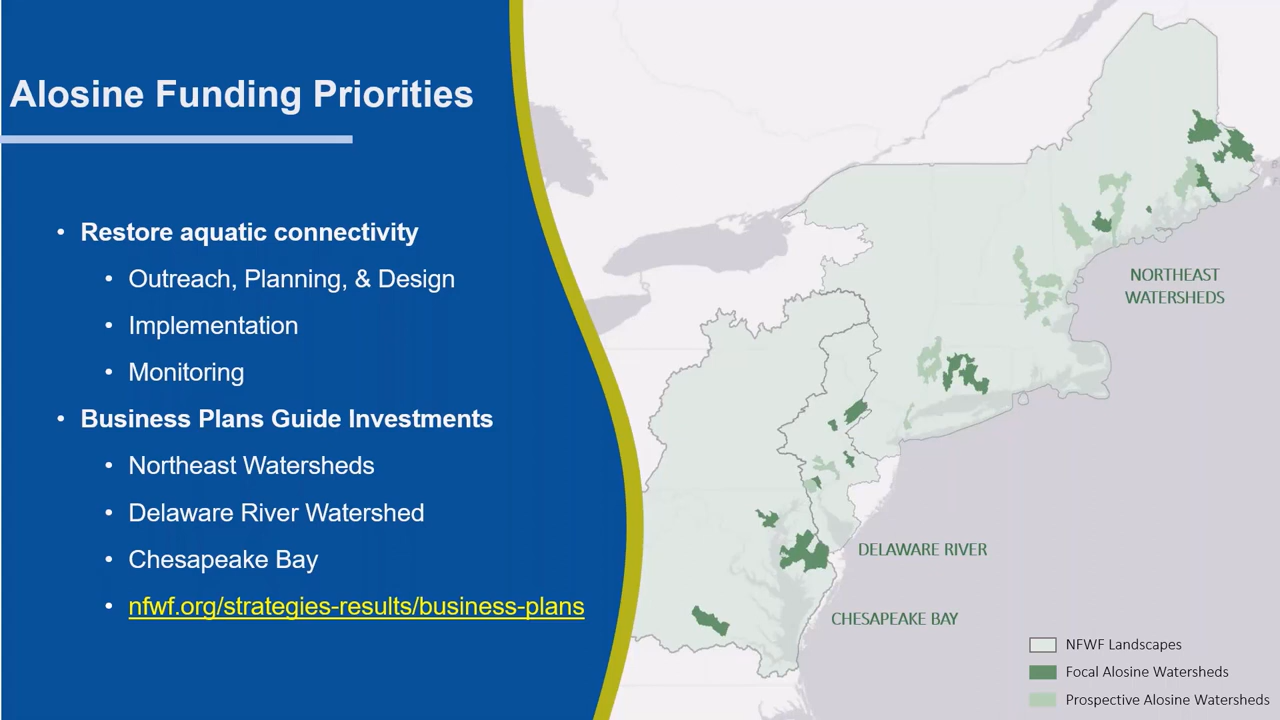 Alosine Funding Priorities
• Restore aquatic connectivity
• Outreach, Planning, & Design
• Implementation
• Monitoring
• Business Plans Guide Investments
• Northeast Watersheds
• Delaware River Watershed
• Chesapeake Bay
• nfwf.org/strategies-results/business-plans
NORTHEAST
WATERSHEDS
DELAWARE RIVER
CHESAPEAKE BAY
NFWF Landscapes
Focal Alosine Watersheds
Prospective Alosine Watersheds